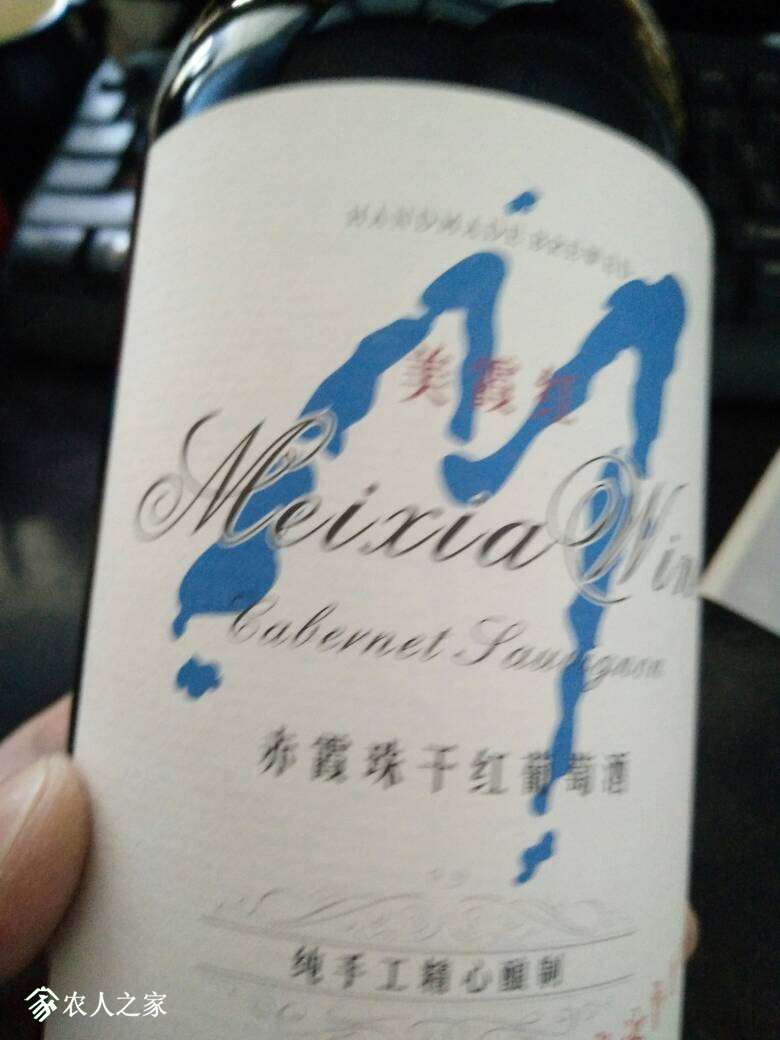 美霞红
Meixia Win
Cabernet Sauvignon
赤霞珠干红葡萄酒
纯手工精心酿制
农人之家